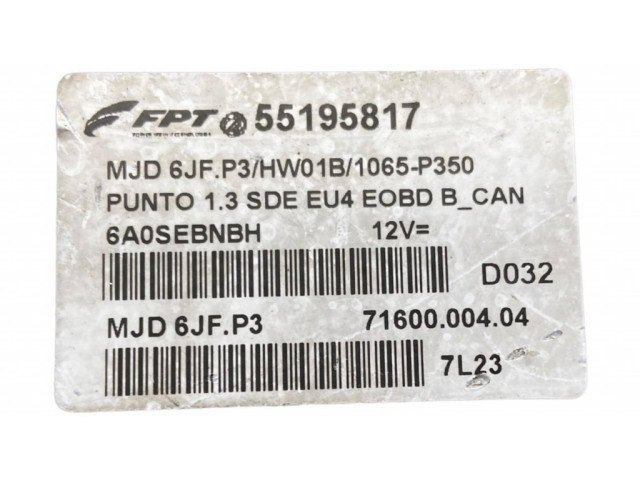 FPT 55195817
MJD 6JF.P3/HW01B/1065-P350
PUNTO 1.3 SDE EU4 EOBD B_CAN
6A0SEBNBH 12V=
D032
MJD 6JF.P3 71600.004.04
7L23